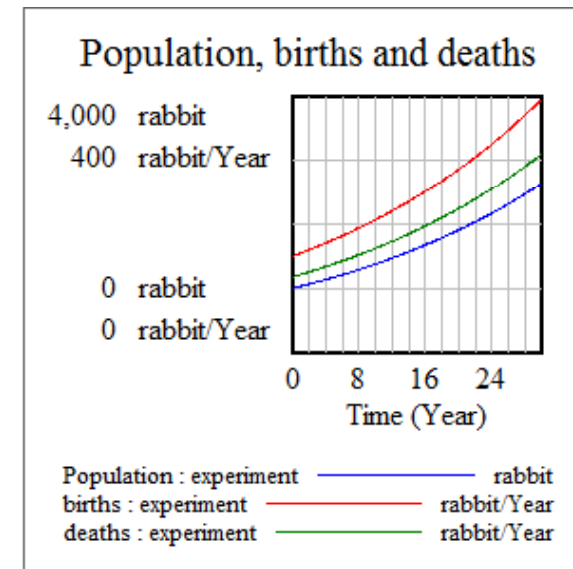 Population, births and deaths
4,000 rabbit
400 rabbit/Year
0 rabbit
0 rabbit/Year
0 8 16 24
Time (Year)
Population : experiment rabbit
births : experiment rabbit/Year
deaths : experiment rabbit/Year